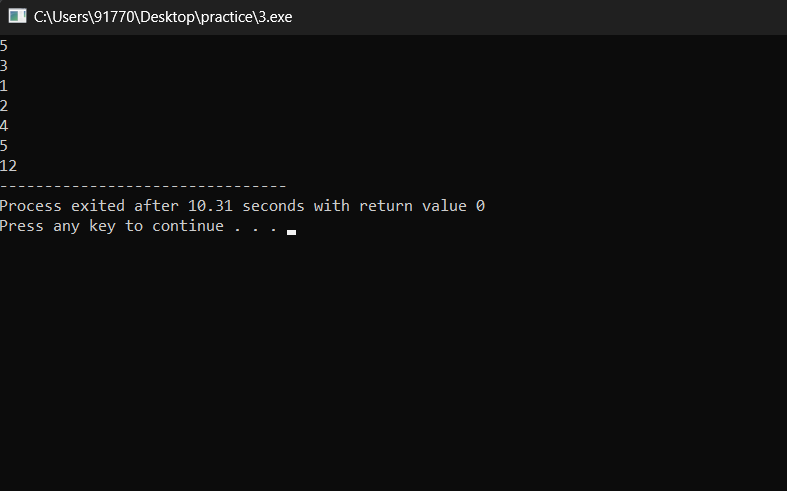 C:\Users\91770\Desktop\practice\3.exe
5
3
1
2
4
5
12
--------------------------------
Process exited after 10.31 seconds with return value 0
Press any key to continue . . .